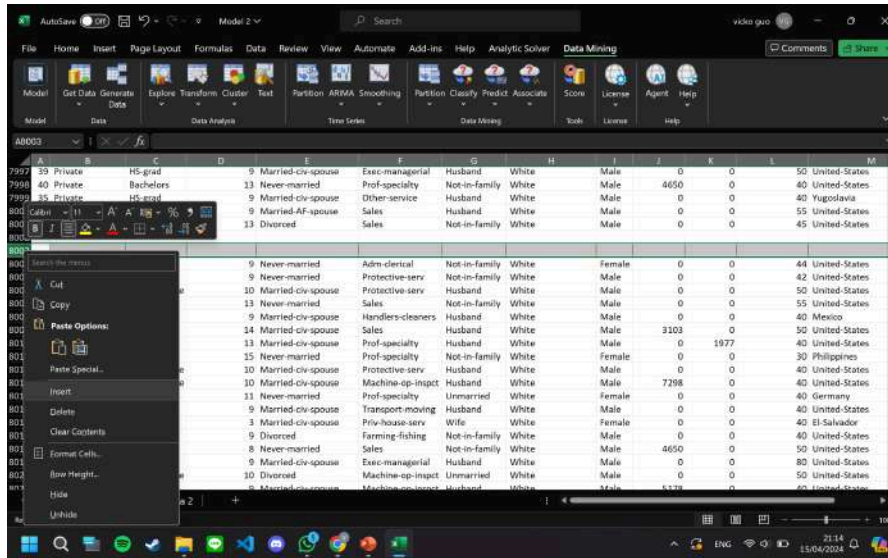 AutoSave Off Model 2 Search vicko guo
File Home Insert Page Layout Formulas Data Review View Automate Add-ins Help Analytic Solver Data Mining Comments Share
Model Get Data Generate Data Explore Transform Cluster Text Partition ARIMA Smoothing Partition Classify Predict Associate Score License Agent Help
Model Data Data Analysis Time Series Data Mining Tools License Help
A8003 fx
A B C D E F G H I J K L M
7997 39 Private HS-grad 9 Married-civ-spouse Exec-managerial Husband White Male 0 0 50 United-States
7998 40 Private Bachelors 13 Never-married Prof-specialty Not-in-family White Male 4650 0 40 United-States
7999 35 Private HS-grad 9 Married-civ-spouse Other-service Husband White Male 0 0 40 Yugoslavia
Calibri 11 9 Married-AF-spouse Sales Husband White Male 0 0 55 United-States
B I 13 Divorced Sales Not-in-family White Male 0 0 45 United-States
Search the menus 9 Never-married Adm-clerical Not-in-family White Female 0 0 44 United-States
9 Never-married Protective-serv Not-in-family White Male 0 0 42 United-States
Cut 10 Married-civ-spouse Protective-serv Husband White Male 0 0 50 United-States
Copy 13 Never-married Sales Not-in-family White Male 0 0 55 United-States
9 Married-civ-spouse Handlers-cleaners Husband White Male 0 0 40 Mexico
Paste Options: 14 Married-civ-spouse Sales Husband White Male 3103 0 50 United-States
13 Married-civ-spouse Prof-specialty Husband White Male 0 1977 40 United-States
15 Never-married Prof-specialty Not-in-family White Female 0 0 30 Philippines
Paste Special... 10 Married-civ-spouse Protective-serv Husband White Male 0 0 40 United-States
10 Married-civ-spouse Machine-op-inspct Husband White Male 7298 0 40 United-States
Insert 11 Never-married Prof-specialty Unmarried White Female 0 0 40 Germany
Delete 9 Married-civ-spouse Transport-moving Husband White Male 0 0 40 United-States
Clear Contents 3 Married-civ-spouse Priv-house-serv Wife White Female 0 0 40 El-Salvador
9 Divorced Farming-fishing Not-in-family White Male 0 0 40 United-States
Format Cells... 8 Never-married Sales Not-in-family White Male 4650 0 50 United-States
9 Married-civ-spouse Exec-managerial Husband White Male 0 0 80 United-States
Row Height... 10 Divorced Machine-op-inspct Unmarried White Male 0 0 50 United-States
9 Married-civ-spouse Machine-op-inspct Husband White Male 5178 0 40 United-States
Hide
Unhide
ENG 21:14
15/04/2024